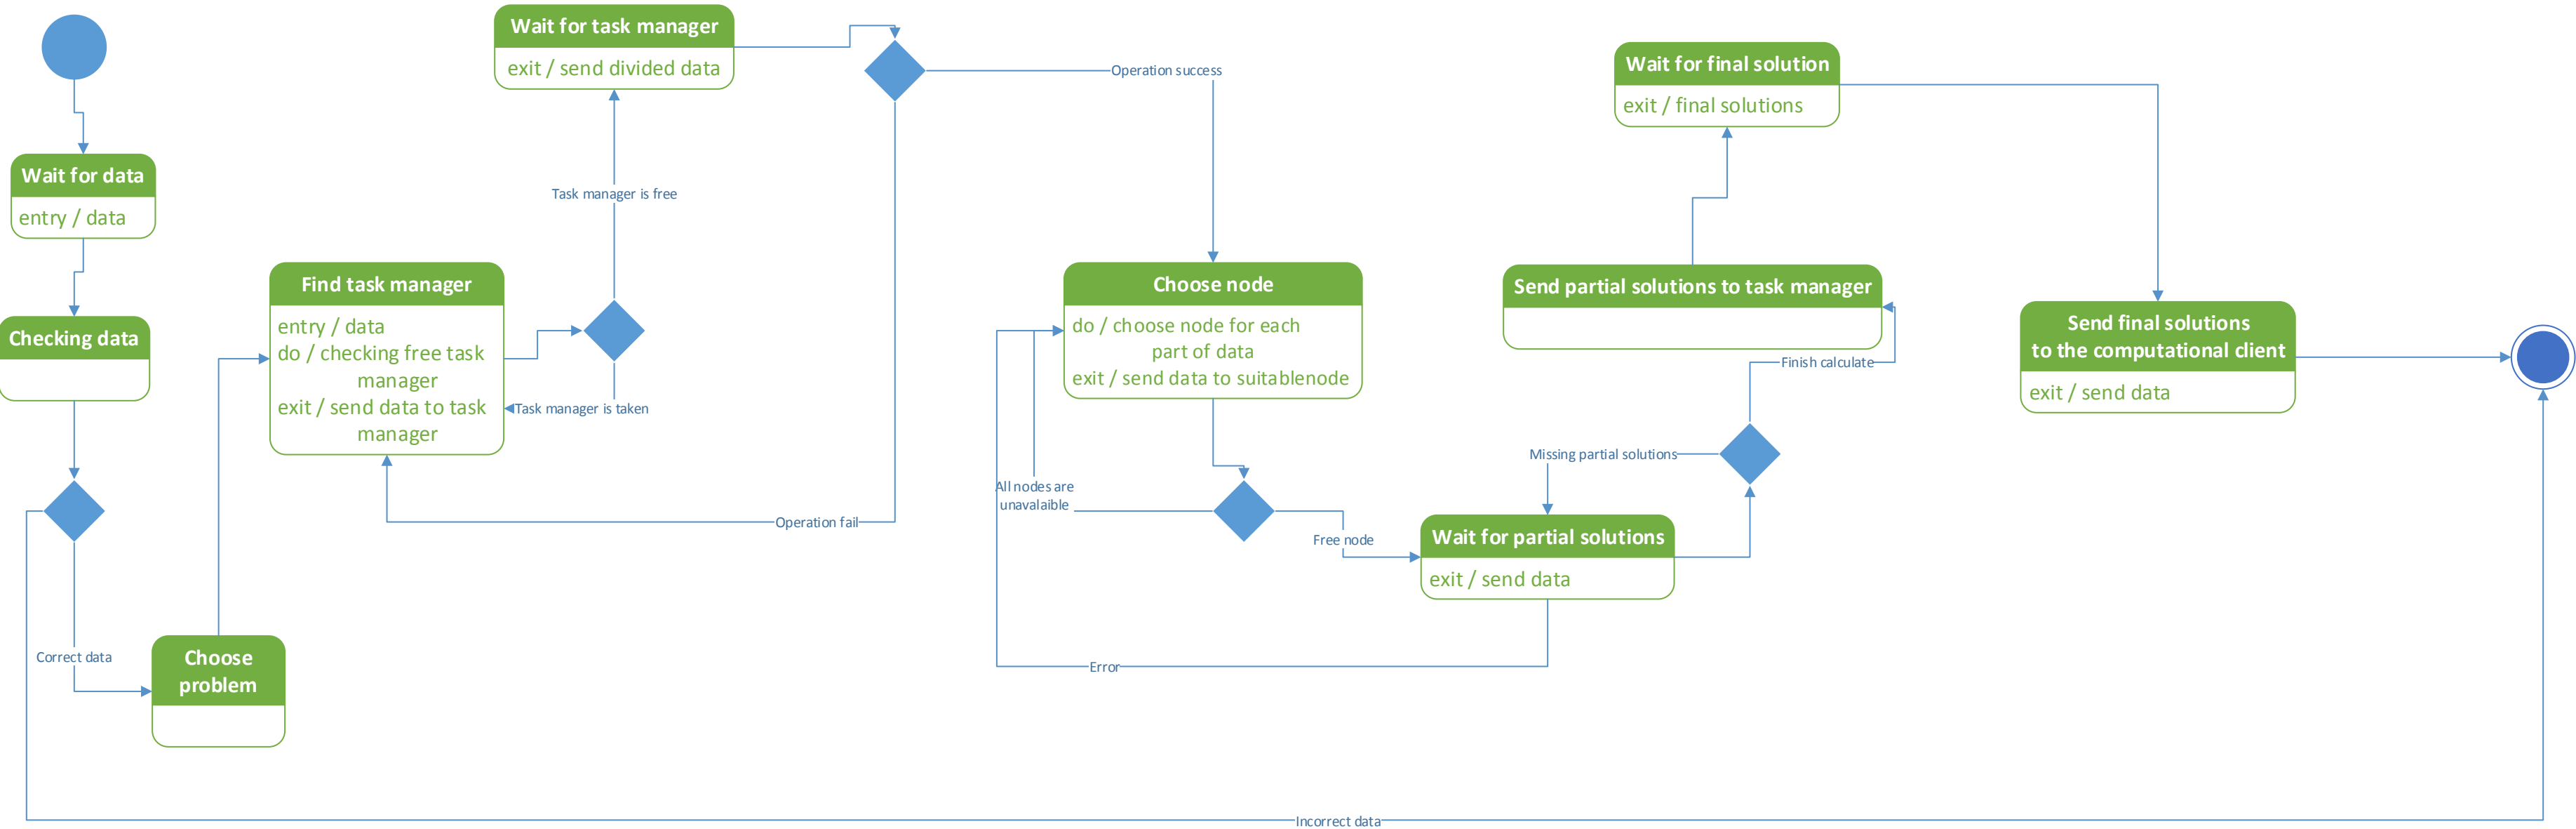 Wait for data
entry / data
Checking data
Correct data
Choose
problem
Find task manager
entry / data
do / checking free task
manager
exit / send data to task
manager
Task manager is taken
Task manager is free
Wait for task manager
exit / send divided data
Operation success
Operation fail
Choose node
do / choose node for each
part of data
exit / send data to suitablenode
All nodes are
unavalaible
Free node
Error
Wait for partial solutions
exit / send data
Missing partial solutions
Finish calculate
Send partial solutions to task manager
Wait for final solution
exit / final solutions
Send final solutions
to the computational client
exit / send data
Incorrect data